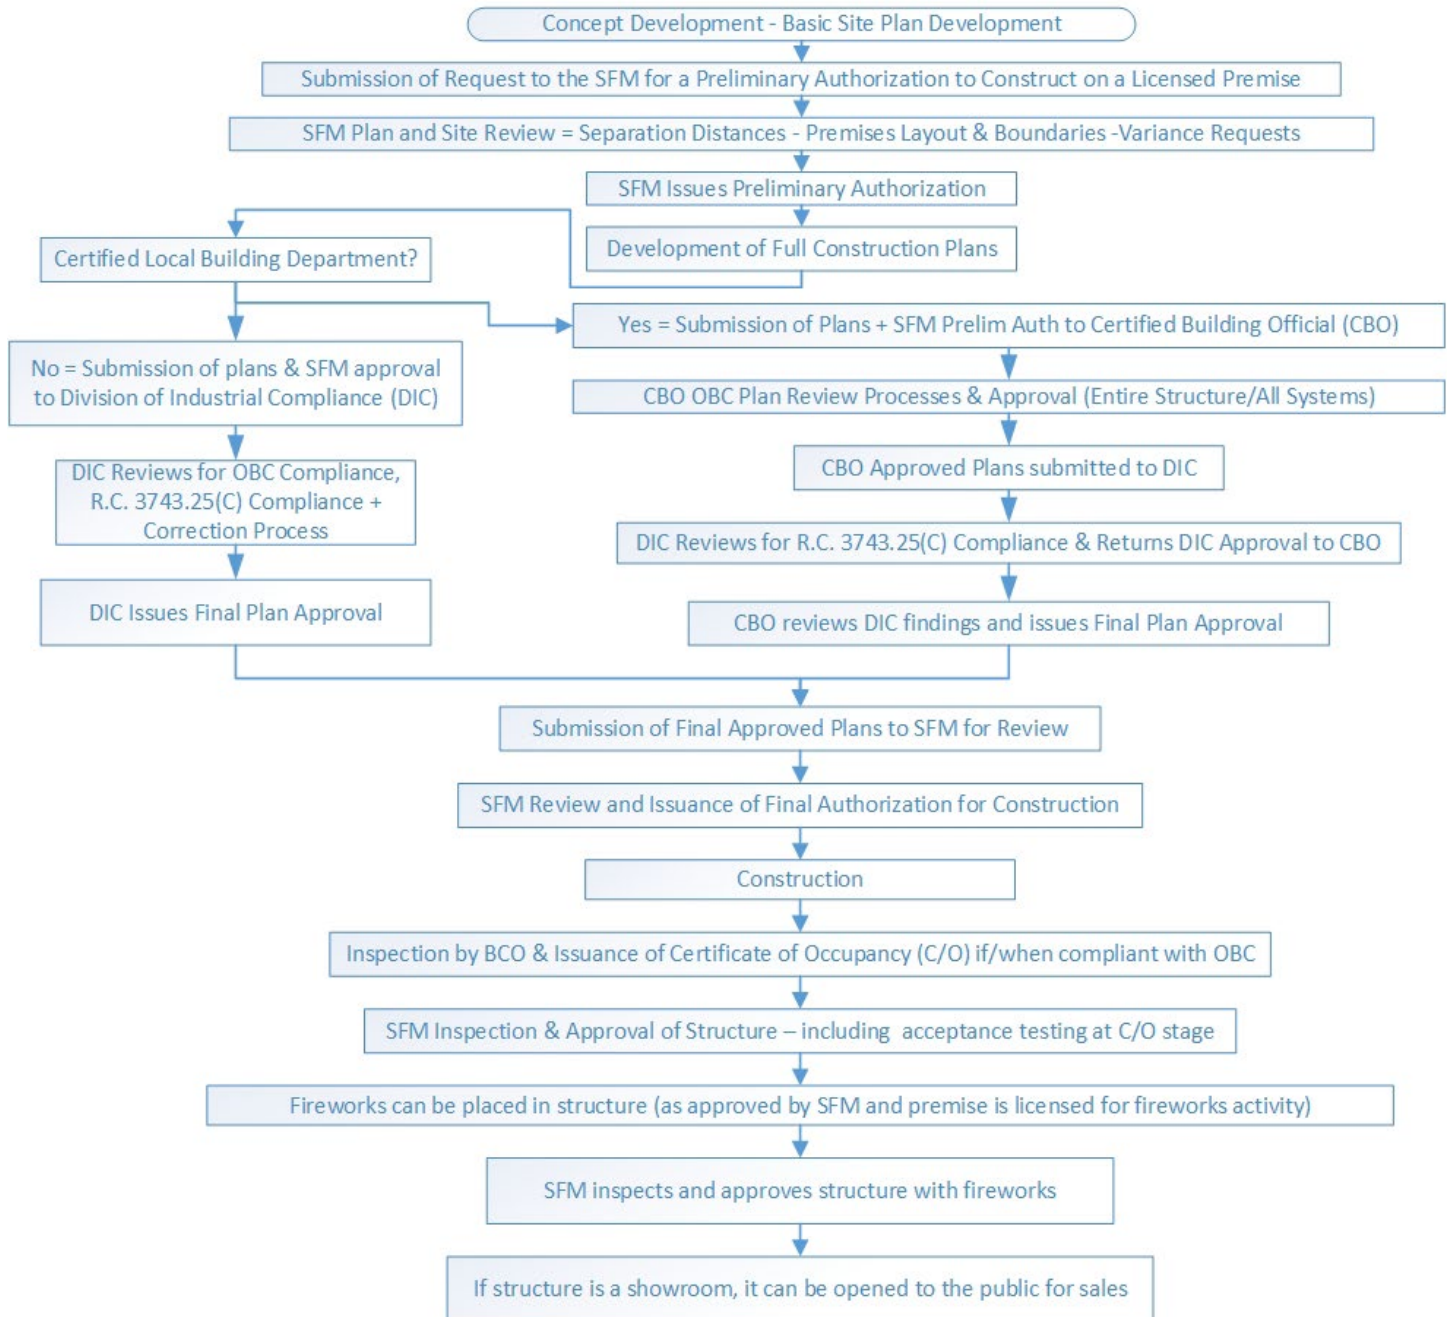 Concept Development - Basic Site Plan Development
Submission of Request to the SFM for a Preliminary Authorization to Construct on a Licensed Premise
SFM Plan and Site Review = Separation Distances - Premises Layout & Boundaries -Variance Requests
SFM Issues Preliminary Authorization
Development of Full Construction Plans
Certified Local Building Department?
Yes = Submission of Plans + SFM Prelim Auth to Certified Building Official (CBO)
No = Submission of plans & SFM approval
to Division of Industrial Compliance (DIC)
CBO OBC Plan Review Processes & Approval (Entire Structure/All Systems)
CBO Approved Plans submitted to DIC
DIC Reviews for OBC Compliance,
R.C. 3743.25(C) Compliance +
Correction Process
DIC Reviews for R.C. 3743.25(C) Compliance & Returns DIC Approval to CBO
DIC Issues Final Plan Approval
CBO reviews DIC findings and issues Final Plan Approval
Submission of Final Approved Plans to SFM for Review
SFM Review and Issuance of Final Authorization for Construction
Construction
Inspection by BCO & Issuance of Certificate of Occupancy (C/O) if/when compliant with OBC
SFM Inspection & Approval of Structure – including  acceptance testing at C/O stage
Fireworks can be placed in structure (as approved by SFM and premise is licensed for fireworks activity)
SFM inspects and approves structure with fireworks
If structure is a showroom, it can be opened to the public for sales